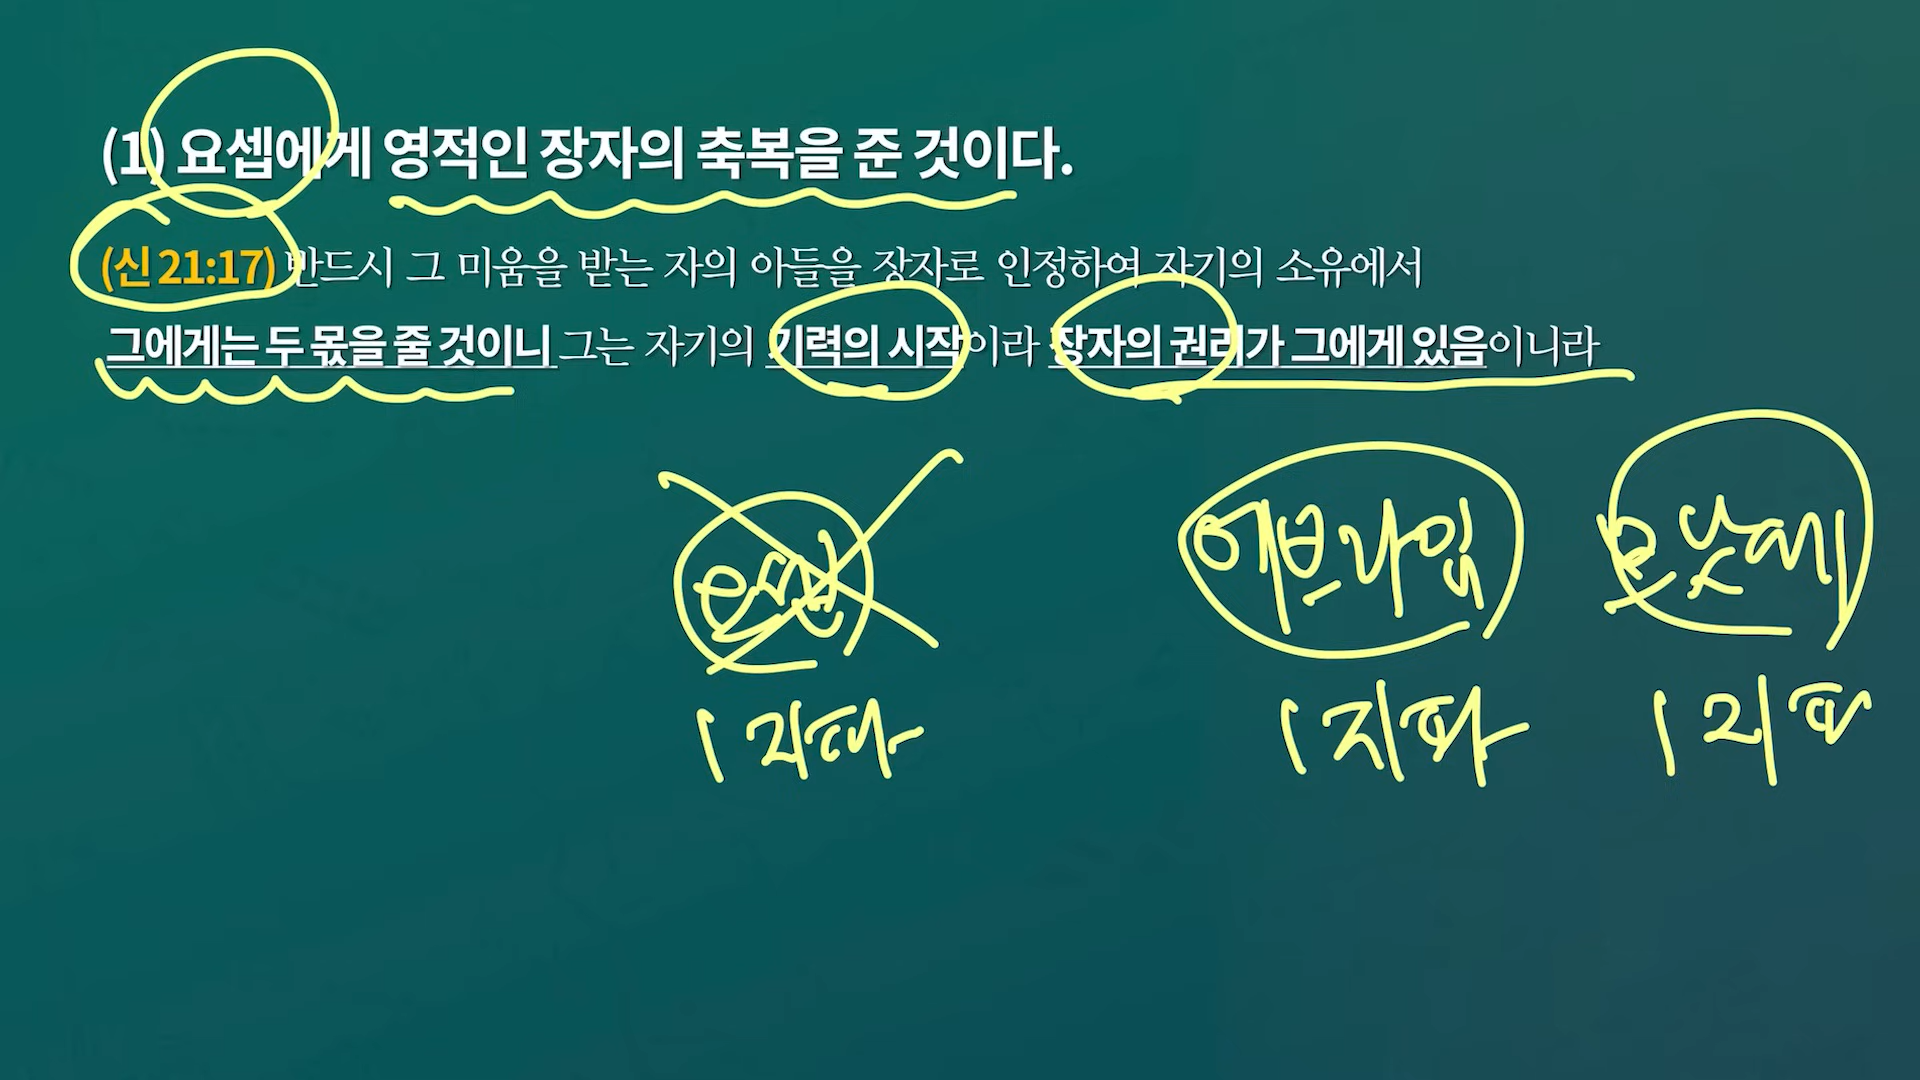 (1) 요셉에게 영적인 장자의 축복을 준 것이다.
(신 21:17) 반드시 그 미움을 받는 자의 아들을 장자로 인정하여 자기의 소유에서
그에게는 두 몫을 줄 것이니 그는 자기의 기력의 시작이라 장자의 권리가 그에게 있음이니라
에브라임 므낫세
1 지파 1 지파 1 지파